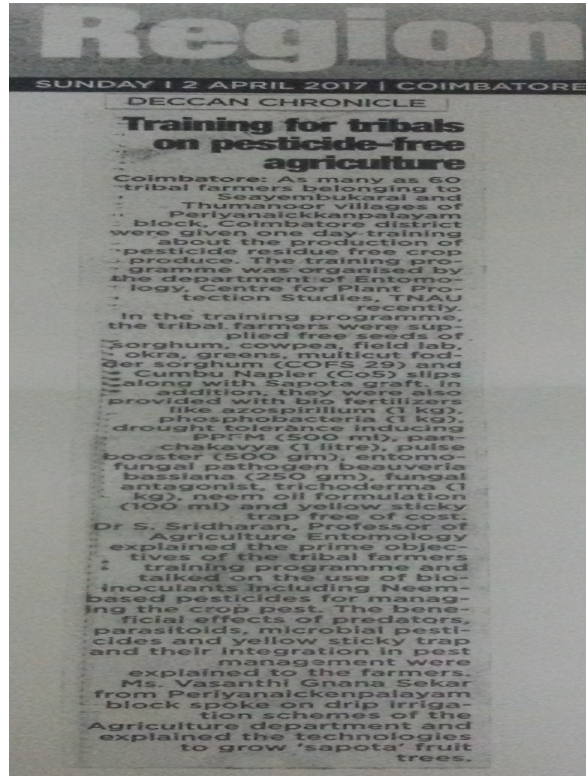 Region
SUNDAY | 2 APRIL 2017 | COIMBATORE
DECCAN CHRONICLE
Training for tribals
on pesticide-free
agriculture
Coimbatore: As many as 60
tribal farmers belonging to
Seayembukarai and
Thumanoor villages of
Periyanaickkanpalayam
block, Coimbatore district
were given one day training
about the production of
pesticide residue free crop
produce. The training pro-
gramme was organised by
the department of Entomo-
logy, Centre for Plant Pro
tection Studies, TNAU
recently.
In the training programme,
the tribal farmers were sup-
plied free seeds of
sorghum, cowpea, field lab,
okra, greens, multicut fod-
der sorghum (COFS 29) and
Cumbu Napier (Co5) slips
along with Sapota graft. In
addition, they were also
provided with bio fertilizers
like azospirillum (1 kg),
phosphobacteria (1 kg),
drought tolerance inducing
PPFM (500 ml), pan-
chakavya (1 litre), pulse
booster (500 gm), entomo-
fungal pathogen beauveria
bassiana (250 gm), fungal
antagonist, trichoderma (1
kg), neem oil formulation
(100 ml) and yellow sticky
trap free of cost.
Dr S. Sridharan, Professor of
Agriculture Entomology
explained the prime objec-
tives of the tribal farmers
training programme and
talked on the use of bio-
inoculants including Neem-
based pesticides for manag-
ing the crop pest. The bene-
ficial effects of predators,
parasitoids, microbial pesti-
cides and yellow sticky trap
and their integration in pest
management were
explained to the farmers.
Ms. Vasanthi Gnana Sekar
from Periyanaickenpalayam
block spoke on drip irriga-
tion schemes of the
Agriculture department and
explained the technologies
to grow 'sapota' fruit
trees.